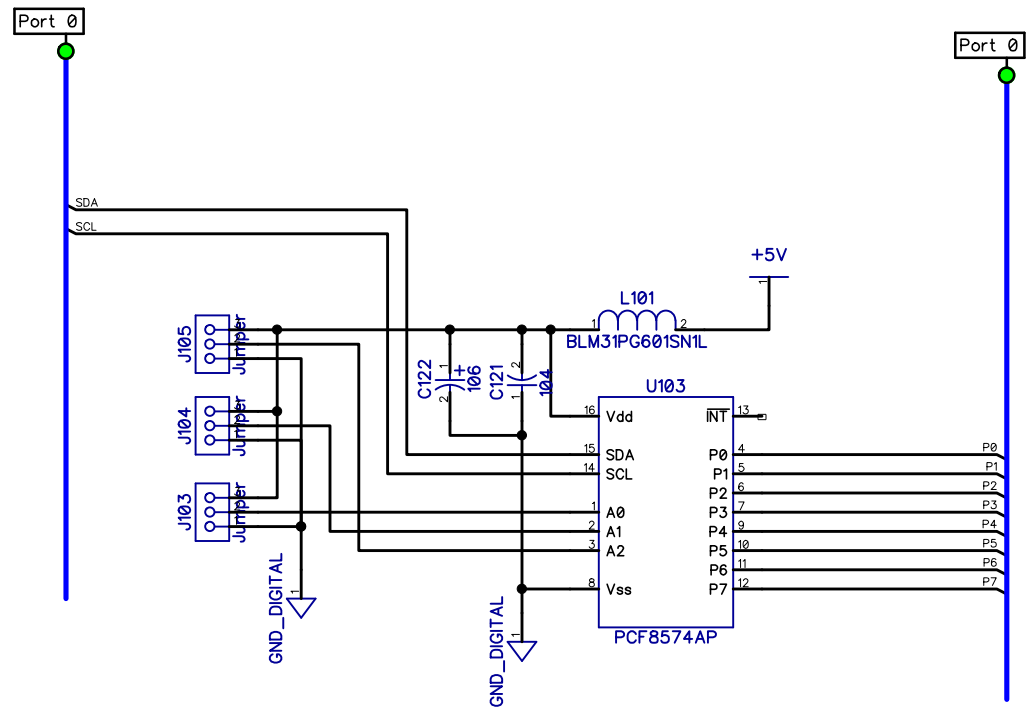 Port 0
Port 0
SDA
SCL
+5V
1
L101
1
2
BLM31PG601SN1L
J105
Jumper
C122
1
+
106
2
C121
2
104
1
U103
J104
Jumper
16
Vdd
INT
13
15
SDA
P0
4
P0
14
SCL
P1
5
P1
P2
6
P2
J103
Jumper
1
A0
P3
7
P3
2
A1
P4
9
P4
3
A2
P5
10
P5
P6
11
P6
8
Vss
P7
12
P7
1
GND_DIGITAL
1
GND_DIGITAL
PCF8574AP